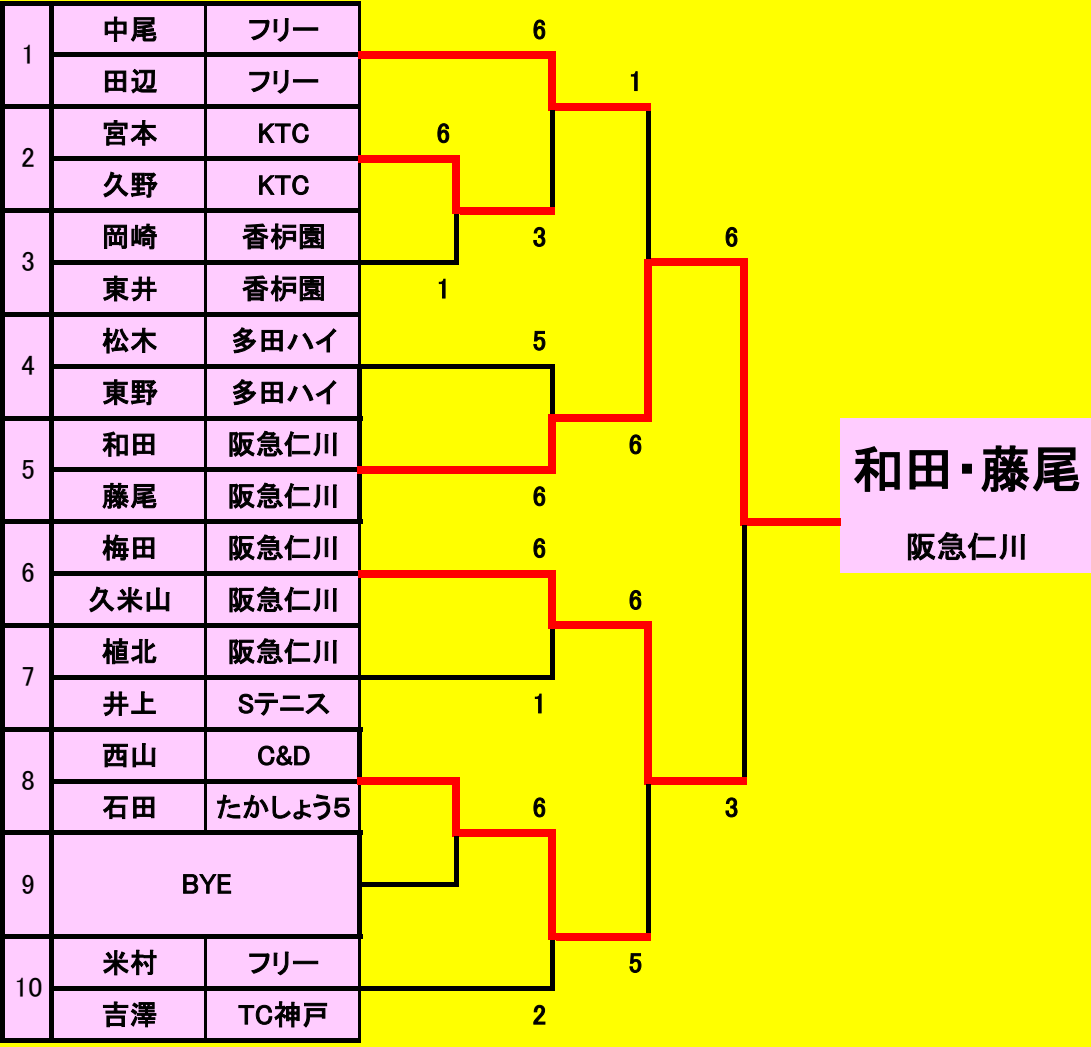 1 中尾 フリー
田辺 フリー
2 宮本 KTC
久野 KTC
3 岡崎 香枦園
東井 香枦園
4 松木 多田ハイ
東野 多田ハイ
5 和田 阪急仁川
藤尾 阪急仁川
6 梅田 阪急仁川
久米山 阪急仁川
7 植北 阪急仁川
井上 Sテニス
8 西山 C&D
石田 たかしょう5
9 BYE
10 米村 フリー
吉澤 TC神戸
6
1
6
3
6
1
5
6
6
6
6
1
6
3
5
2
和田・藤尾
阪急仁川